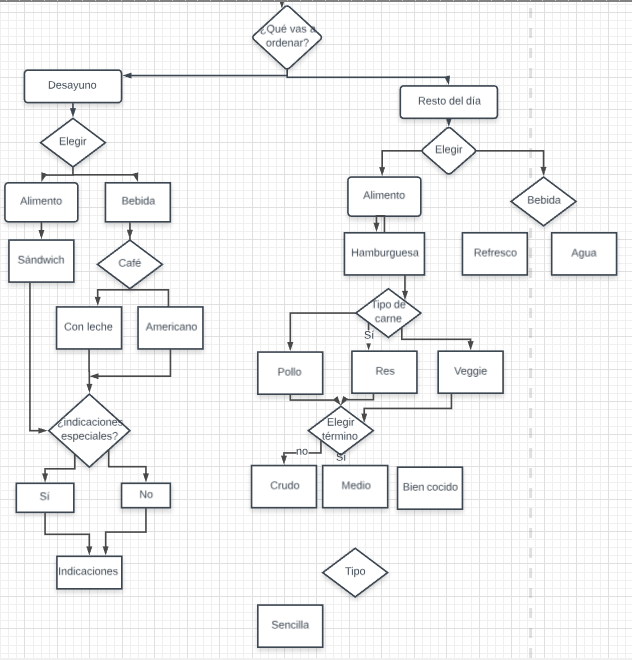 ¿Qué vas a
ordenar?
Desayuno
Resto del día
Elegir
Elegir
Alimento
Bebida
Alimento
Bebida
Sándwich
Café
Hamburguesa
Refresco
Agua
Con leche
Americano
Tipo de
carne
Sí
Pollo
Res
Veggie
¿indicaciones
especiales?
Elegir
término
no
Sí
Sí
No
Crudo
Medio
Bien cocido
Indicaciones
Tipo
Sencilla